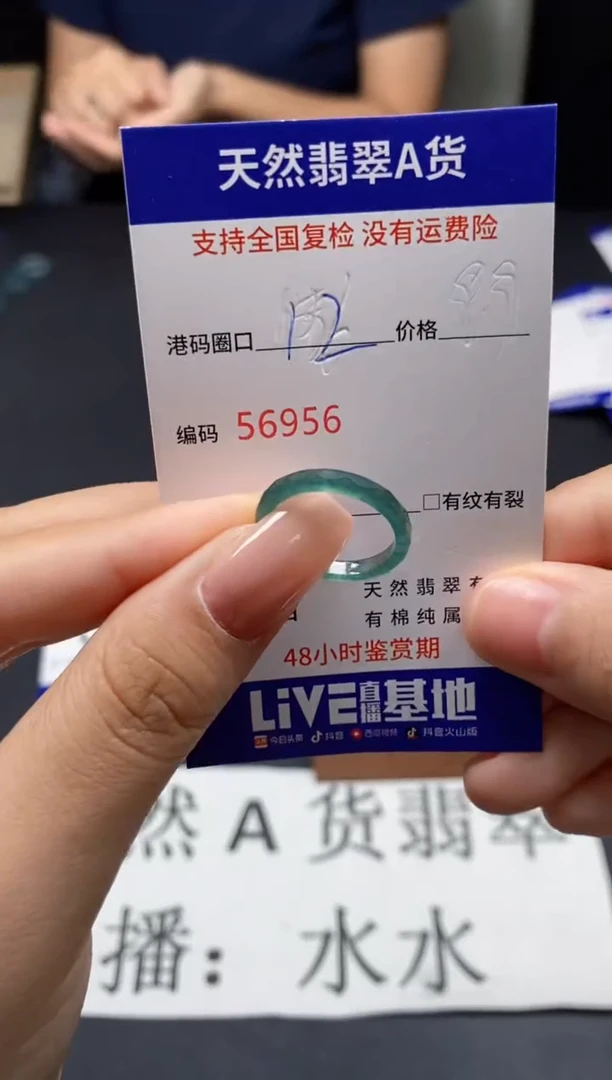 天然翡翠A货
支持全国复检 没有运费险
港码圈口 12 价格
编码 56956
□有纹有裂
天然翡翠有
有棉纯属
48小时鉴赏期
LiVE直播基地
今日头条 抖音 西瓜视频 抖音火山版
然A货翡翠
播：水水